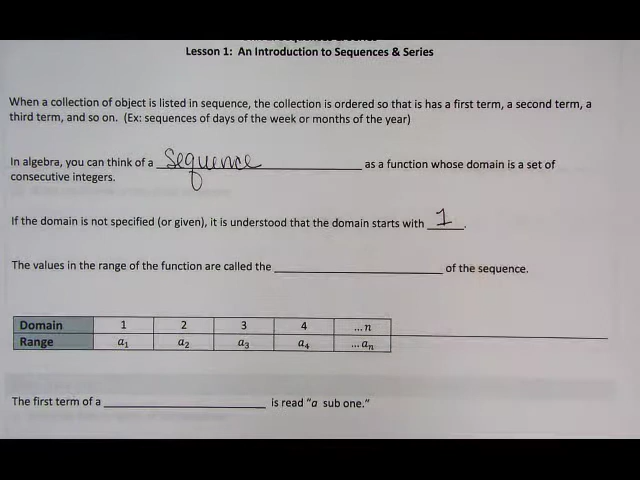 Lesson 1: An Introduction to Sequences & Series
When a collection of object is listed in sequence, the collection is ordered so that is has a first term, a second term, a
third term, and so on. (Ex: sequences of days of the week or months of the year)
In algebra, you can think of a sequence as a function whose domain is a set of
consecutive integers.
If the domain is not specified (or given), it is understood that the domain starts with 1.
The values in the range of the function are called the ____________ of the sequence.
Domain 1 2 3 4 ...n
Range a₁ a₂ a₃ a₄ ...aₙ
The first term of a ____________ is read "a sub one."